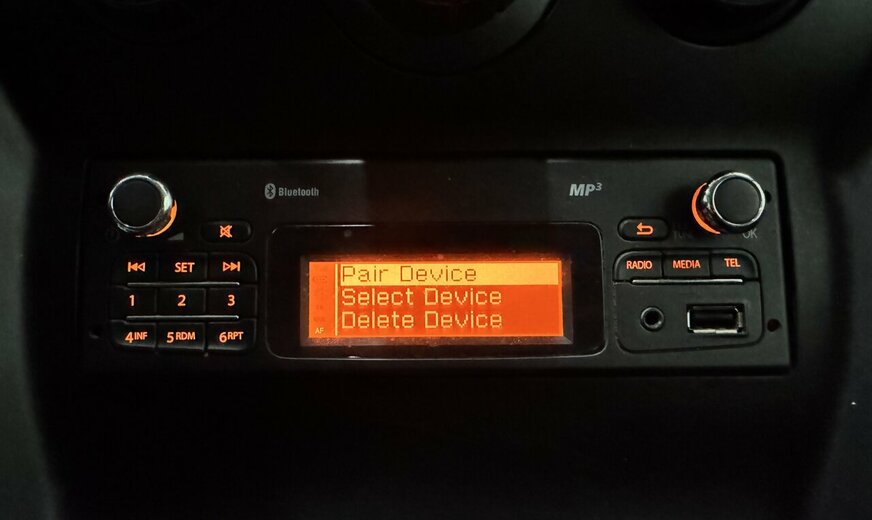 Bluetooth
MP3
SET
1 2 3
4INF 5RDM 6RPT
Pair Device
Select Device
Delete Device
AF
OK
RADIO MEDIA TEL